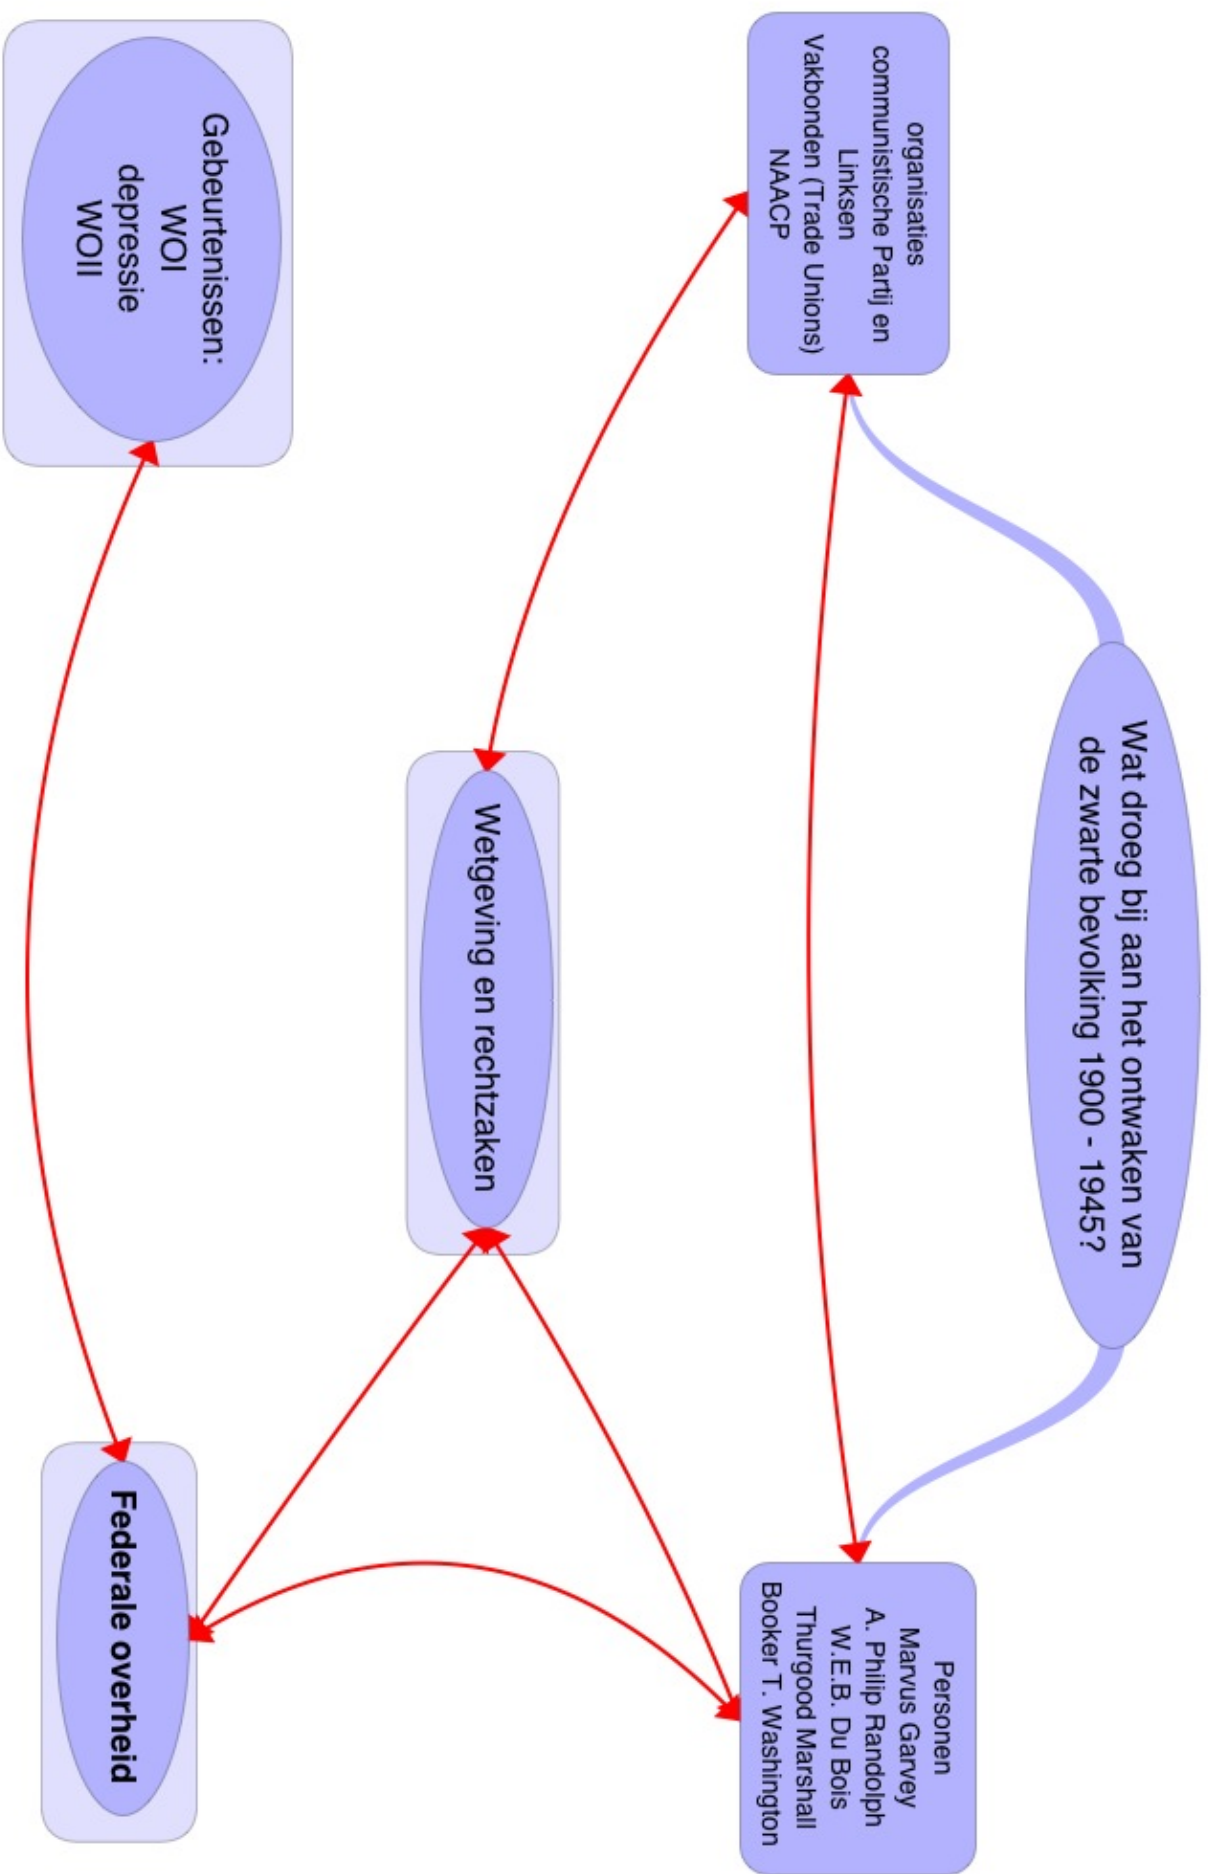 Wat droeg bij aan het ontwaken van
de zwarte bevolking 1900 - 1945?
organisaties
communistische Partij en
Linksen
Vakbonden (Trade Unions)
NAACP
Personen
Marvus Garvey
A. Philip Randolph
W.E.B. Du Bois
Thurgood Marshall
Booker T. Washington
Wetgeving en rechtzaken
Gebeurtenissen:
WOI
depressie
WOII
Federale overheid